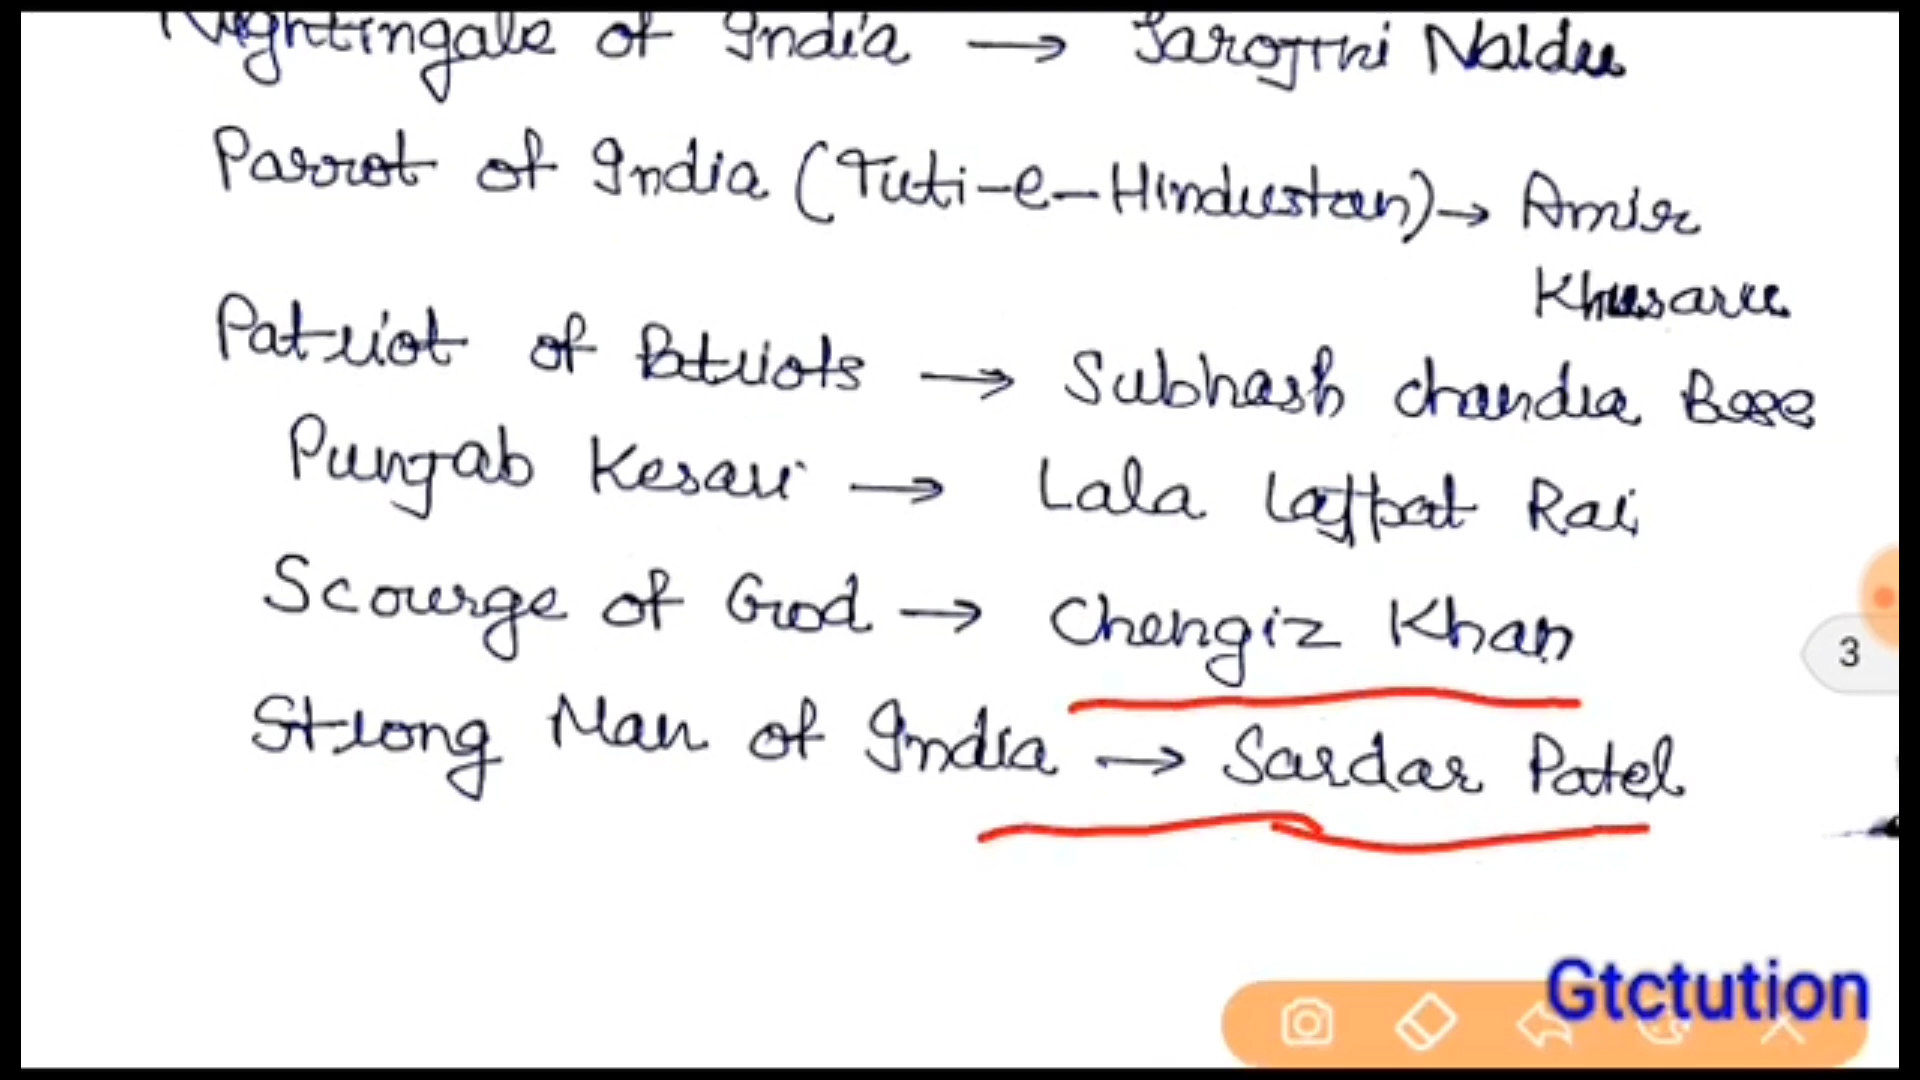 Nightingale of India → Sarojini Naidu
Parrot of India (Tuti-e-Hindustan) → Amir
Khusaru
Patriot of Patriots → Subhash Chandra Bose
Punjab Kesari → Lala Lajpat Rai
Scourge of God → Chengiz Khan
3
Strong Man of India → Sardar Patel
Gtctution